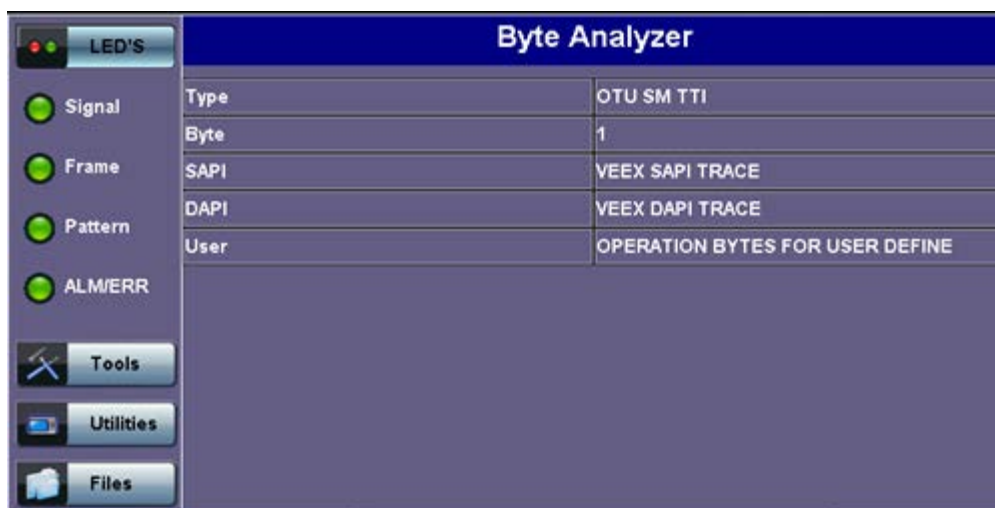 LED'S
Byte Analyzer
Signal
Frame
Pattern
ALM/ERR
Tools
Utilities
Files
Type OTU SM TTI
Byte 1
SAPI VEEX SAPI TRACE
DAPI VEEX DAPI TRACE
User OPERATION BYTES FOR USER DEFINE